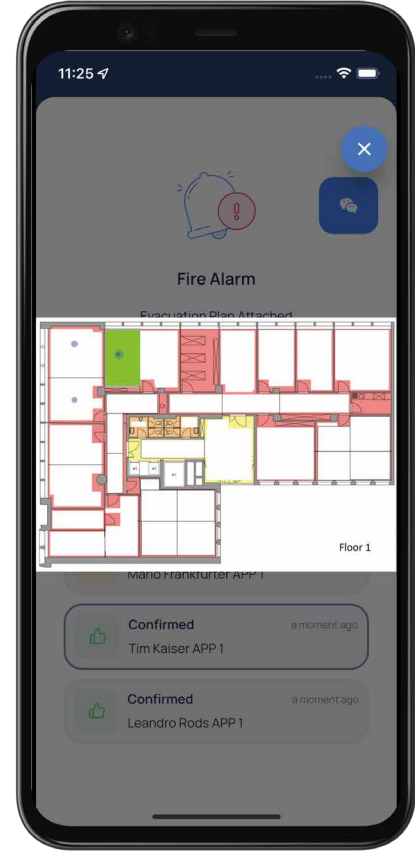 11:25
Fire Alarm
Evacuation Plan Attached
Floor 1
Mario Frankfurter APP 1
Confirmed
a moment ago
Tim Kaiser APP 1
Confirmed
a moment ago
Leandro Rods APP 1